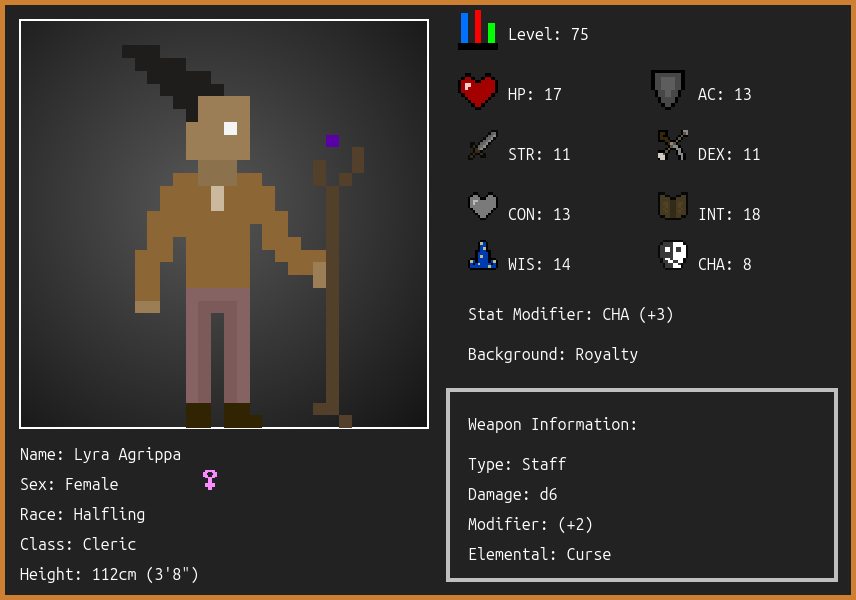 Level: 75
HP: 17
AC: 13
STR: 11
DEX: 11
CON: 13
INT: 18
WIS: 14
CHA: 8
Stat Modifier: CHA (+3)
Background: Royalty
Weapon Information:
Type: Staff
Damage: d6
Modifier: (+2)
Elemental: Curse
Name: Lyra Agrippa
Sex: Female
Race: Halfling
Class: Cleric
Height: 112cm (3'8")